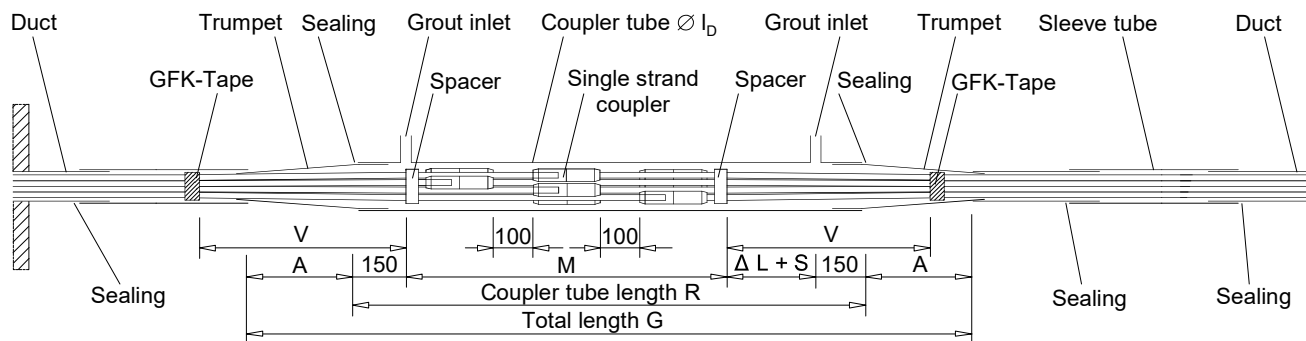 Duct
Trumpet
Sealing
Grout inlet
Coupler tube ∅ I_D
Grout inlet
Trumpet
Sleeve tube
Duct
GFK-Tape
Spacer
Single strand
coupler
Spacer
Sealing
GFK-Tape
V
100
100
V
A
150
M
Δ L + S
150
A
Sealing
Coupler tube length R
Sealing
Sealing
Total length G